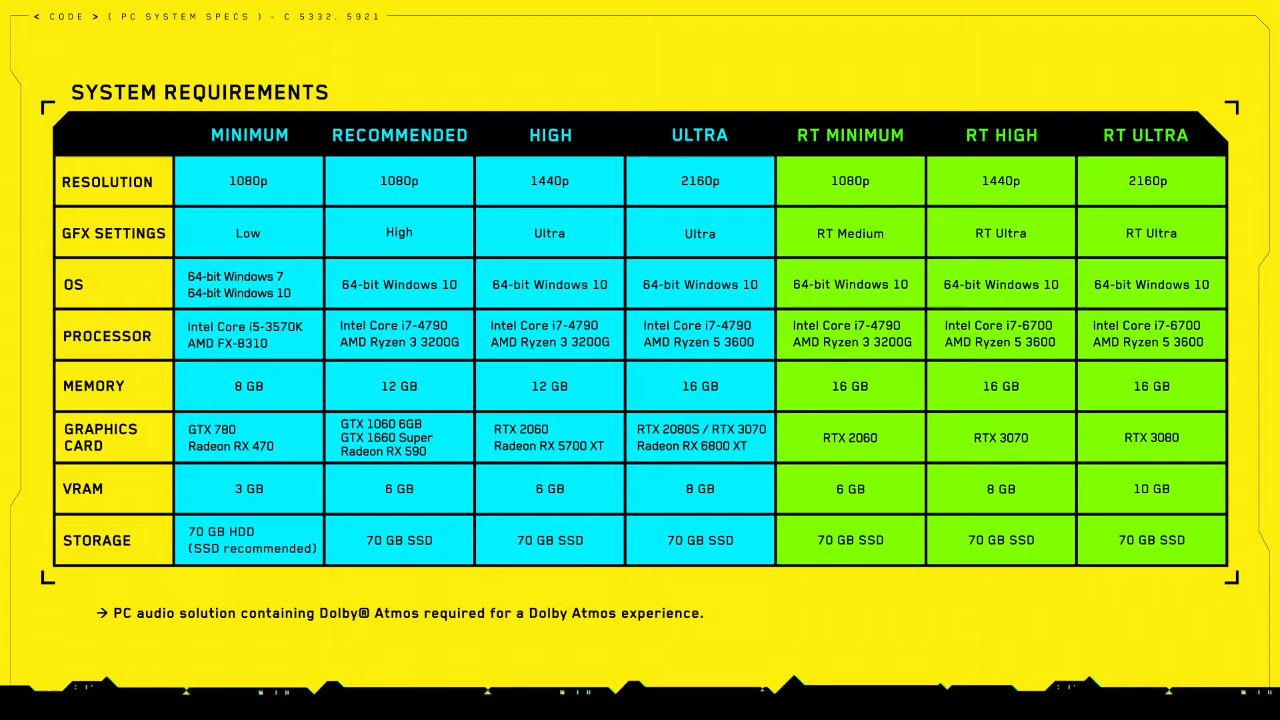 < CODE > ( PC SYSTEM SPECS ) - C 5332. 5921
SYSTEM REQUIREMENTS
MINIMUM RECOMMENDED HIGH ULTRA RT MINIMUM RT HIGH RT ULTRA
RESOLUTION 1080p 1080p 1440p 2160p 1080p 1440p 2160p
GFX SETTINGS Low High Ultra Ultra RT Medium RT Ultra RT Ultra
OS 64-bit Windows 7
64-bit Windows 10 64-bit Windows 10 64-bit Windows 10 64-bit Windows 10 64-bit Windows 10 64-bit Windows 10 64-bit Windows 10
PROCESSOR Intel Core i5-3570K Intel Core i7-4790 Intel Core i7-4790 Intel Core i7-4790 Intel Core i7-4790 Intel Core i7-6700 Intel Core i7-6700
AMD FX-8310 AMD Ryzen 3 3200G AMD Ryzen 3 3200G AMD Ryzen 5 3600 AMD Ryzen 3 3200G AMD Ryzen 5 3600 AMD Ryzen 5 3600
MEMORY 8 GB 12 GB 12 GB 16 GB 16 GB 16 GB 16 GB
GRAPHICS CARD GTX 780 GTX 1060 6GB RTX 2060 RTX 2080S / RTX 3070 RTX 2060 RTX 3070 RTX 3080
GTX 1660 Super
Radeon RX 470 Radeon RX 590 Radeon RX 5700 XT Radeon RX 6800 XT
VRAM 3 GB 6 GB 6 GB 8 GB 6 GB 8 GB 10 GB
STORAGE 70 GB HDD 70 GB SSD 70 GB SSD 70 GB SSD 70 GB SSD 70 GB SSD 70 GB SSD
(SSD recommended)
→ PC audio solution containing Dolby® Atmos required for a Dolby Atmos experience.